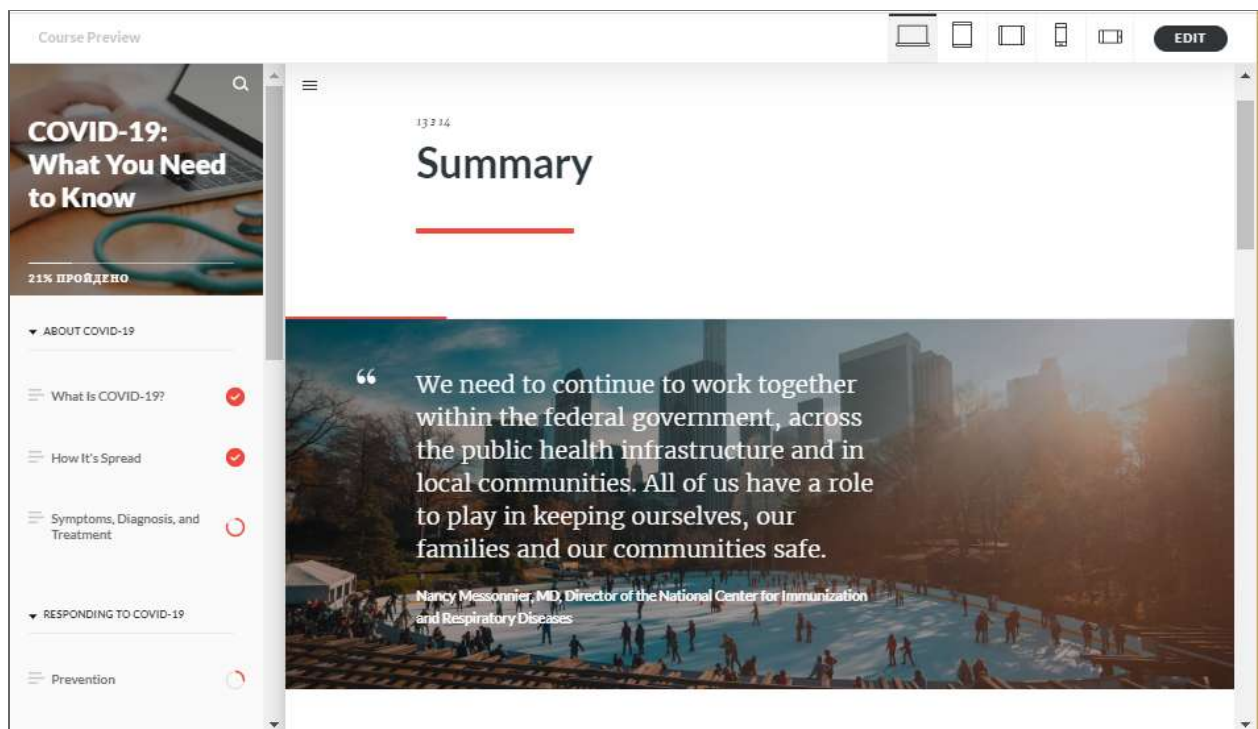 Course Preview
EDIT
COVID-19:
What You Need
to Know
21% ПРОЙДЕНО
ABOUT COVID-19
What Is COVID-19?
How It's Spread
Symptoms, Diagnosis, and
Treatment
RESPONDING TO COVID-19
Prevention
13 з 14
Summary
“
We need to continue to work together
within the federal government, across
the public health infrastructure and in
local communities. All of us have a role
to play in keeping ourselves, our
families and our communities safe.
Nancy Messonnier, MD, Director of the National Center for Immunization
and Respiratory Diseases